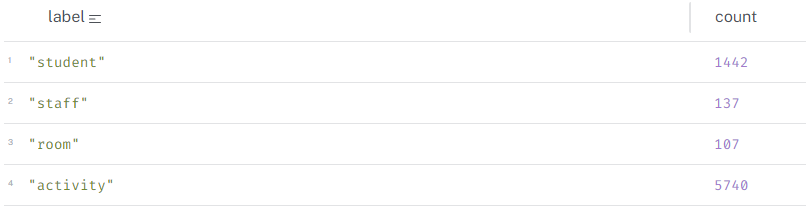 label count
1 "student" 1442
2 "staff" 137
3 "room" 107
4 "activity" 5740